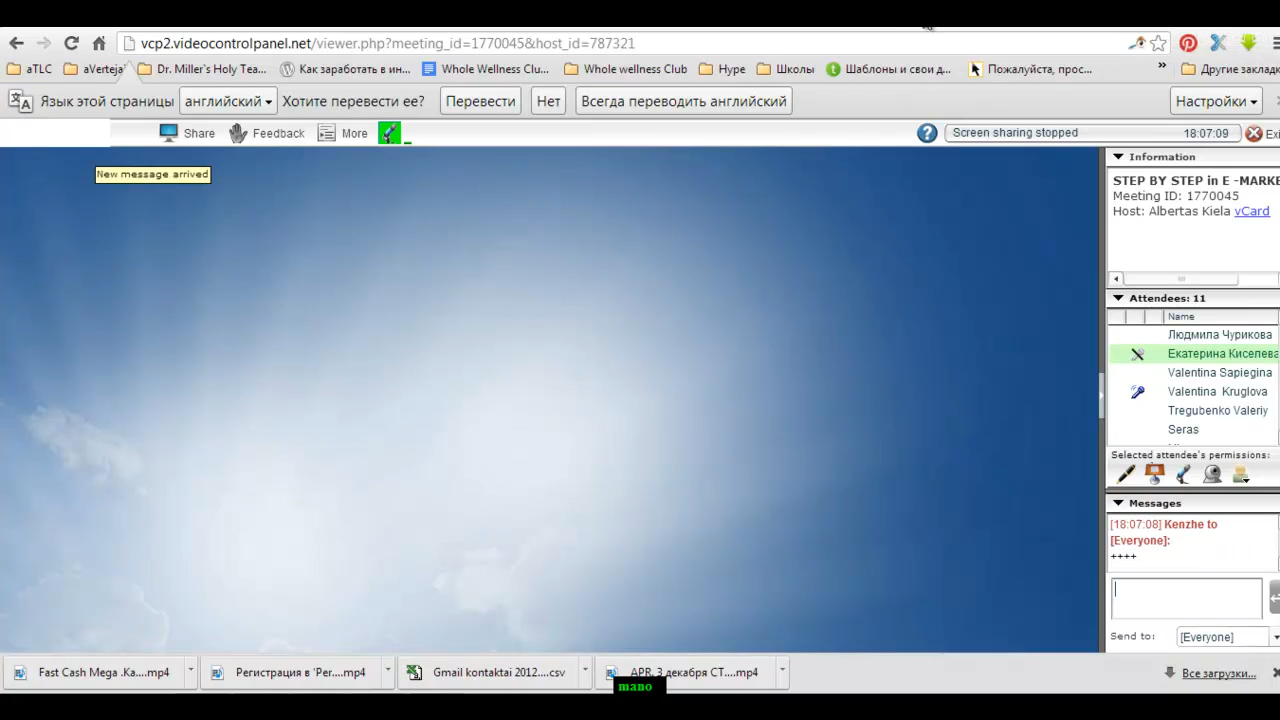 vcp2.videocontrolpanel.net/viewer.php?meeting_id=1770045&host_id=787321
aTLC aVerteja Dr. Miller's Holy Tea... Как заработать в ин... Whole Wellness Clu... Whole wellness Club Hype Школы Шаблоны и свои д... Пожалуйста, прос... » Другие заклад
Язык этой страницы английский Хотите перевести ее? Перевести Нет Всегда переводить английский Настройки
Share Feedback More Screen sharing stopped 18:07:09 Exi
New message arrived
Information
STEP BY STEP in E -MARKE
Meeting ID: 1770045
Host: Albertas Kiela vCard
Attendees: 11
Name
Людмила Чурикова
Екатерина Киселева
Valentina Sapiegina
Valentina Kruglova
Tregubenko Valeriy
Seras
Selected attendee's permissions:
Messages
[18:07:08] Kenzhe to
[Everyone]:
++++
Send to: [Everyone]
Fast Cash Mega .Ka....mp4 Регистрация в 'Per....mp4 Gmail kontaktai 2012....csv APR, 3 декабря CT....mp4 Все загрузки...
mano